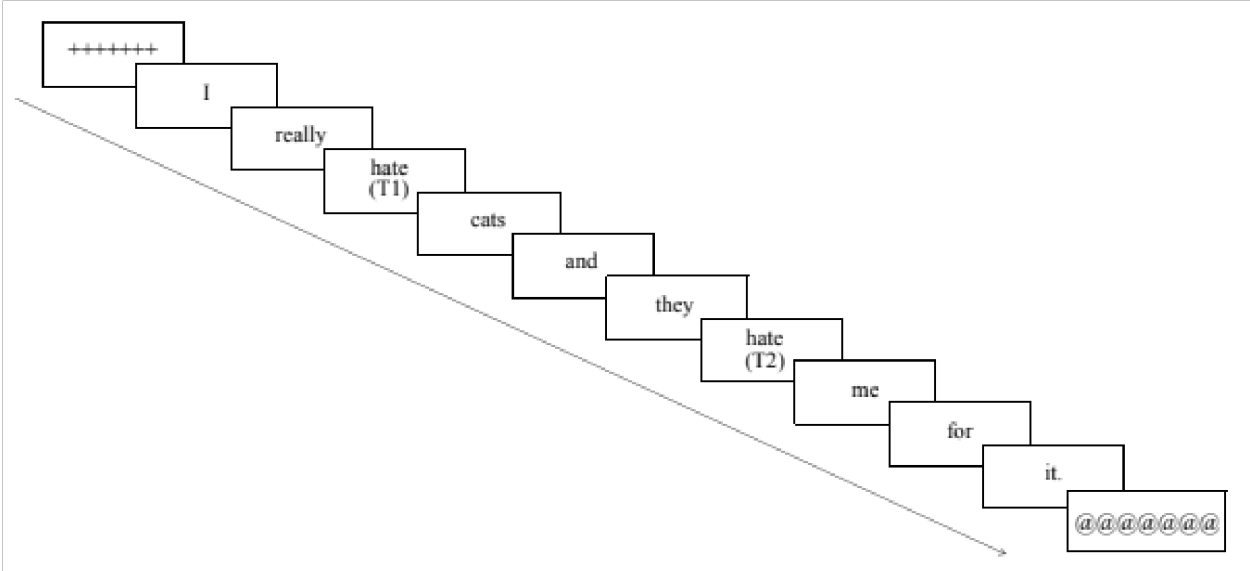 +++++++
I
really
hate
(T1)
cats
and
they
hate
(T2)
me
for
it.
@@@@@@@